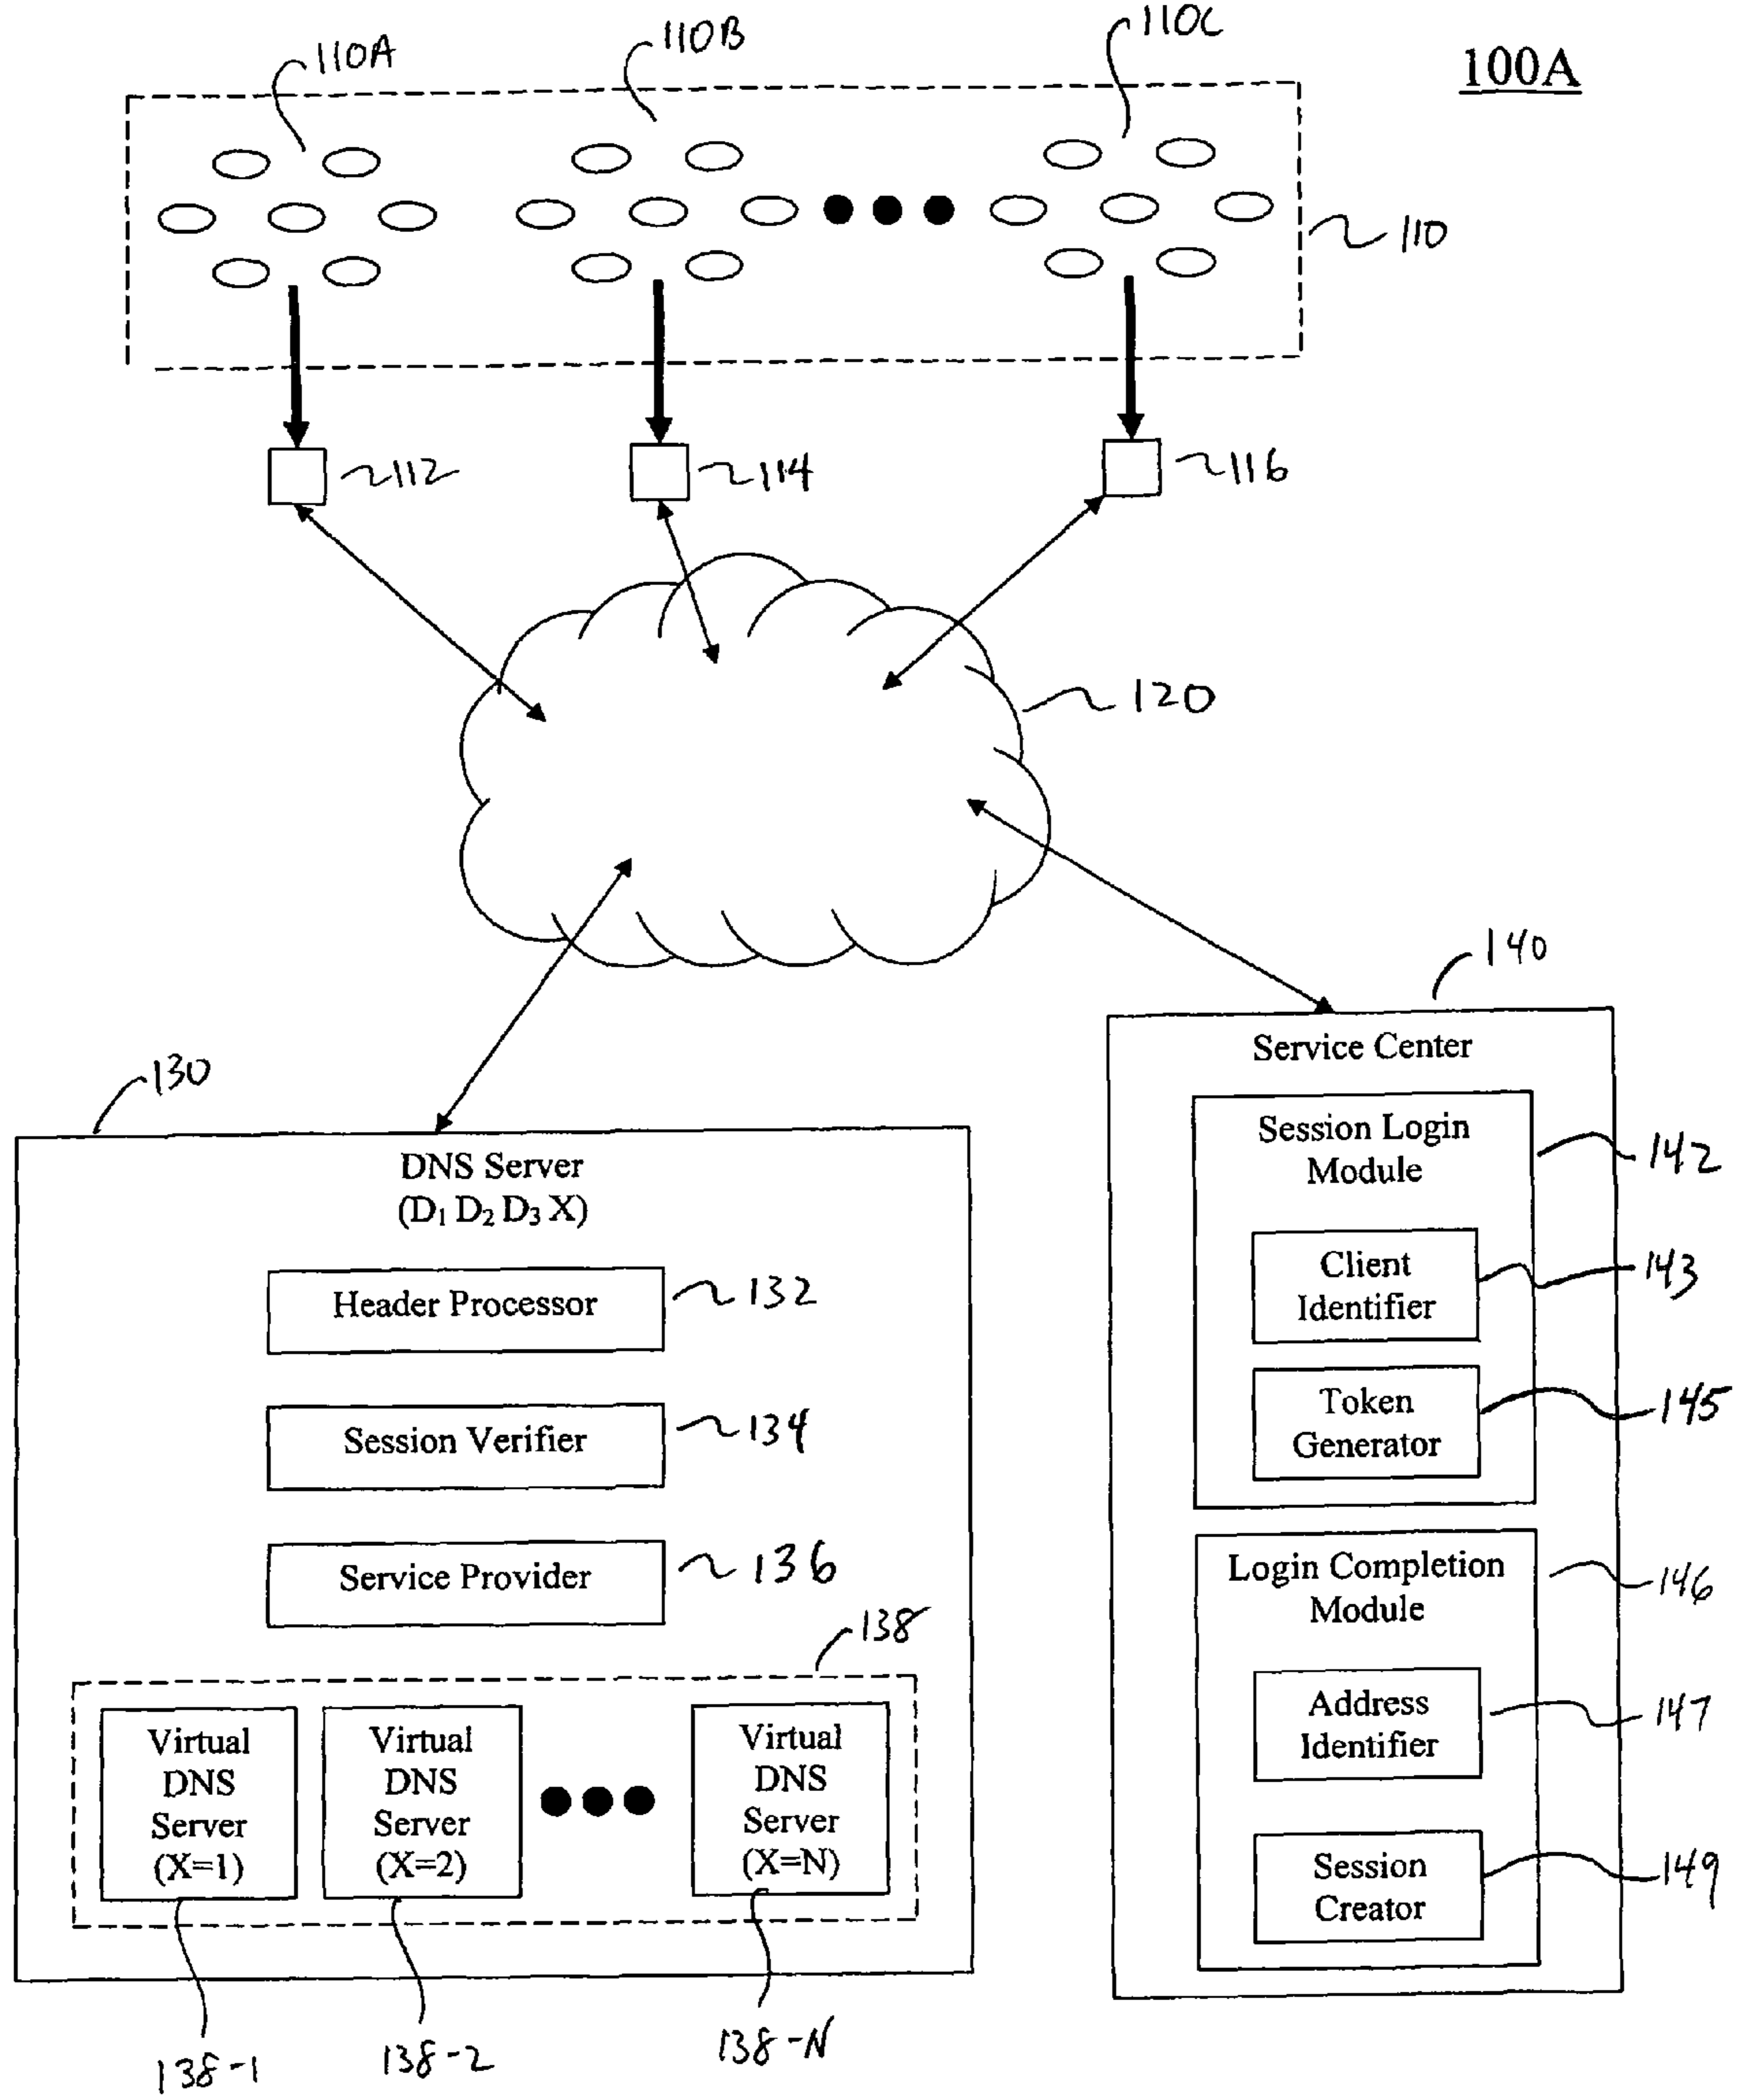 110A
110B
110C
100A
110
112
114
116
120
140
Service Center
130
Session Login
Module
142
DNS Server
(D₁ D₂ D₃ X)
Client
Identifier
143
Header Processor
132
Token
Generator
145
Session Verifier
134
Login Completion
Module
146
Service Provider
136
138
Address
Identifier
147
Virtual
DNS
Server
(X=1)
Virtual
DNS
Server
(X=2)
Virtual
DNS
Server
(X=N)
Session
Creator
149
138-1
138-2
138-N